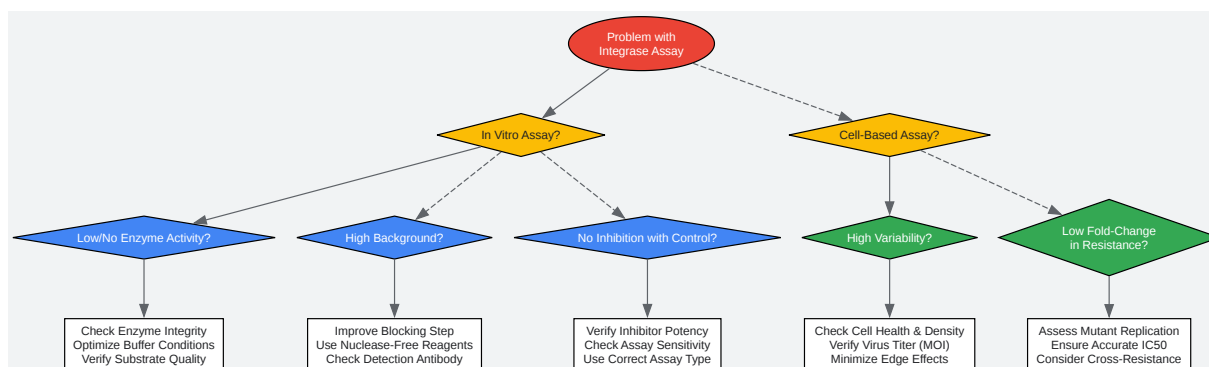 Problem with
Integrase Assay
In Vitro Assay?
Cell-Based Assay?
Low/No Enzyme Activity?
High Background?
No Inhibition with Control?
High Variability?
Low Fold-Change
in Resistance?
Check Enzyme Integrity
Optimize Buffer Conditions
Verify Substrate Quality
Improve Blocking Step
Use Nuclease-Free Reagents
Check Detection Antibody
Verify Inhibitor Potency
Check Assay Sensitivity
Use Correct Assay Type
Check Cell Health & Density
Verify Virus Titer (MOI)
Minimize Edge Effects
Assess Mutant Replication
Ensure Accurate IC50
Consider Cross-Resistance